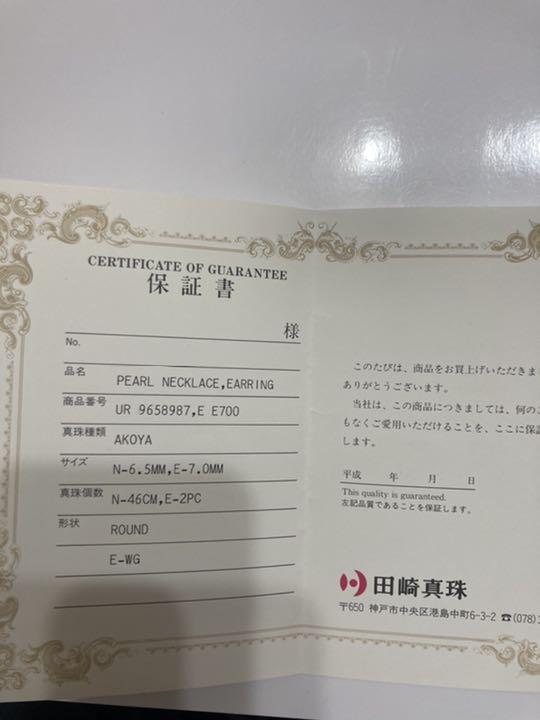 CERTIFICATE OF GUARANTEE
保証書
様
No.
品名 PEARL NECKLACE,EARRING
商品番号 UR 9658987,E E700
真珠種類 AKOYA
サイズ N-6.5MM,E-7.0MM
真珠個数 N-46CM,E-2PC
形状 ROUND
E-WG
このたびは、商品をお買上げいただきま
ありがとうございます。
当社は、この商品につきましては、何の
もなくご愛用いただけることを、ここに保証
します。
平成 年 月 日
This quality is guaranteed.
左記品質であることを保証します。
田崎真珠
〒650 神戸市中央区港島中町6-3-2 ☎(078)